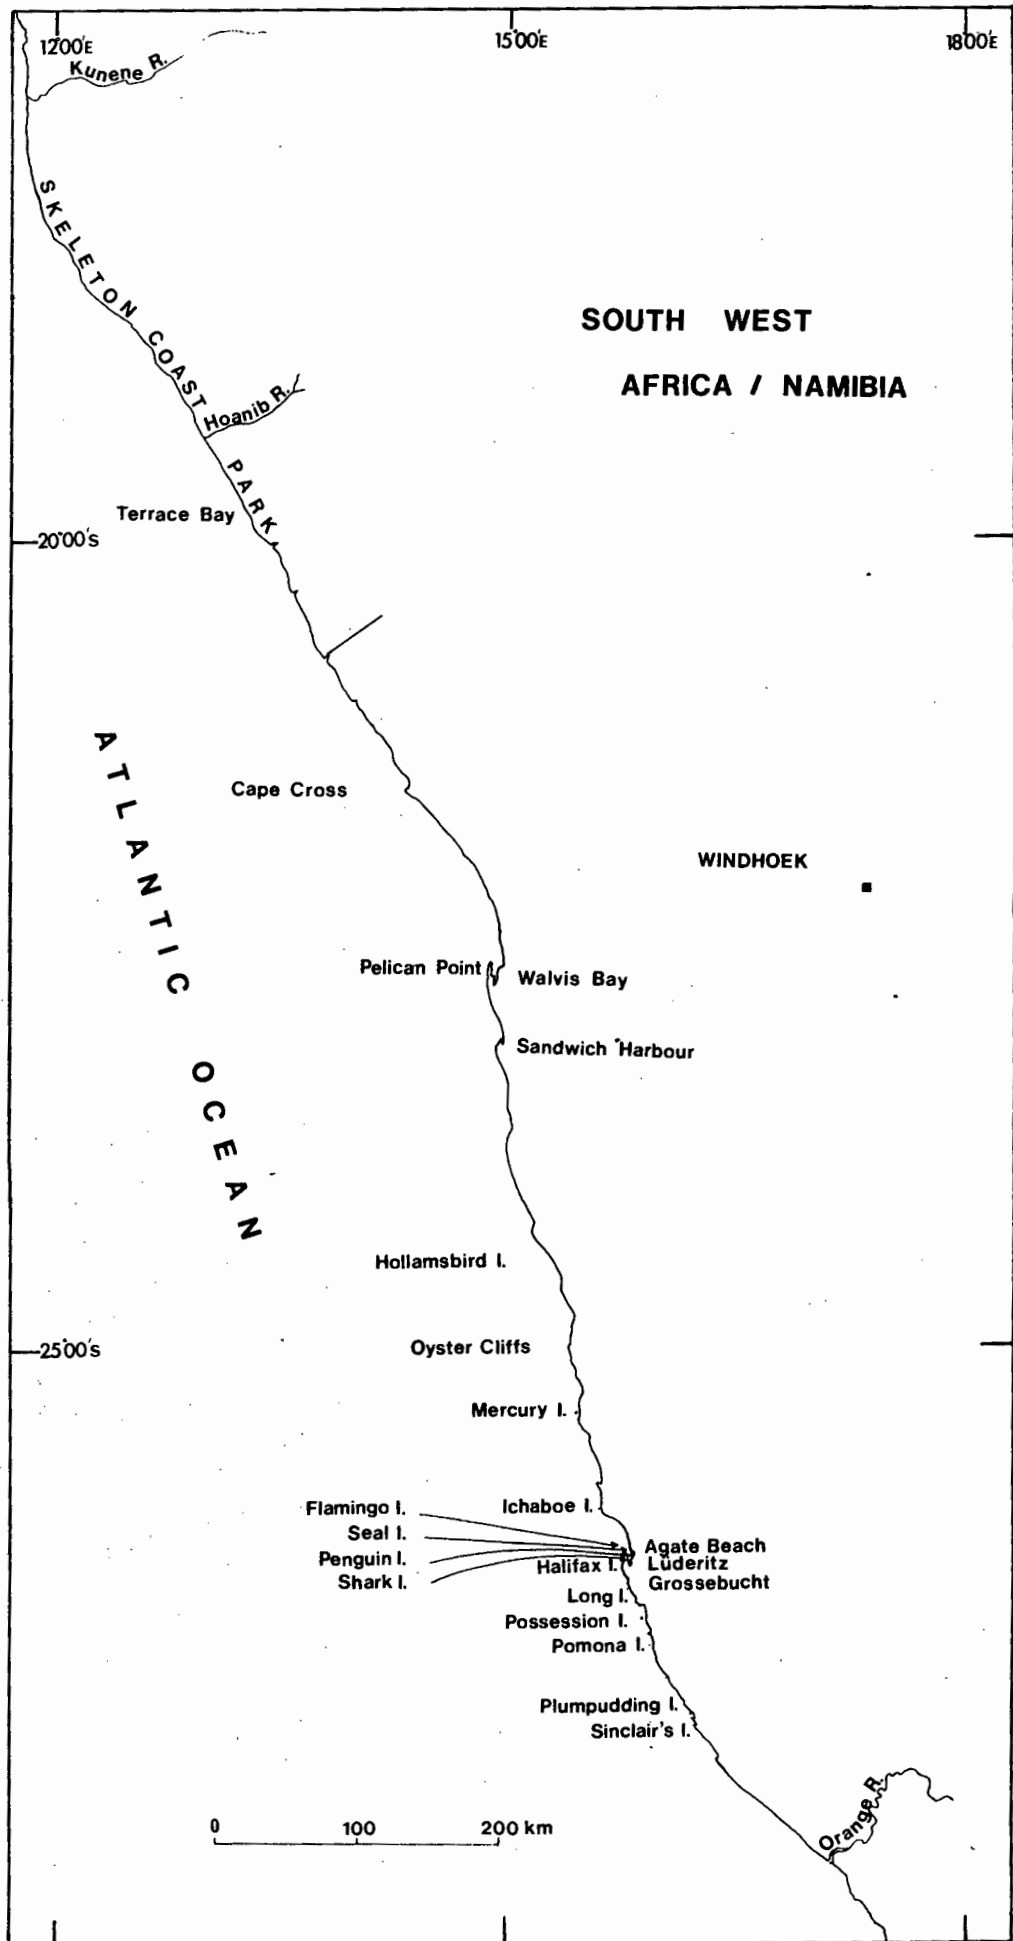 12°00'E
15°00'E
18°00'E
Kunene R.
SKELETON COAST PARK
SOUTH WEST
AFRICA / NAMIBIA
Hoanib R.
Terrace Bay
20°00's
ATLANTIC OCEAN
Cape Cross
WINDHOEK
Pelican Point
Walvis Bay
Sandwich Harbour
Hollamsbird I.
25°00's
Oyster Cliffs
Mercury I.
Ichaboe I.
Flamingo I.
Seal I.
Penguin I.
Shark I.
Agate Beach
Halifax I.
Lüderitz
Grossebucht
Long I.
Possession I.
Pomona I.
Plumpudding I.
Sinclair's I.
Orange R.
0 100 200 km